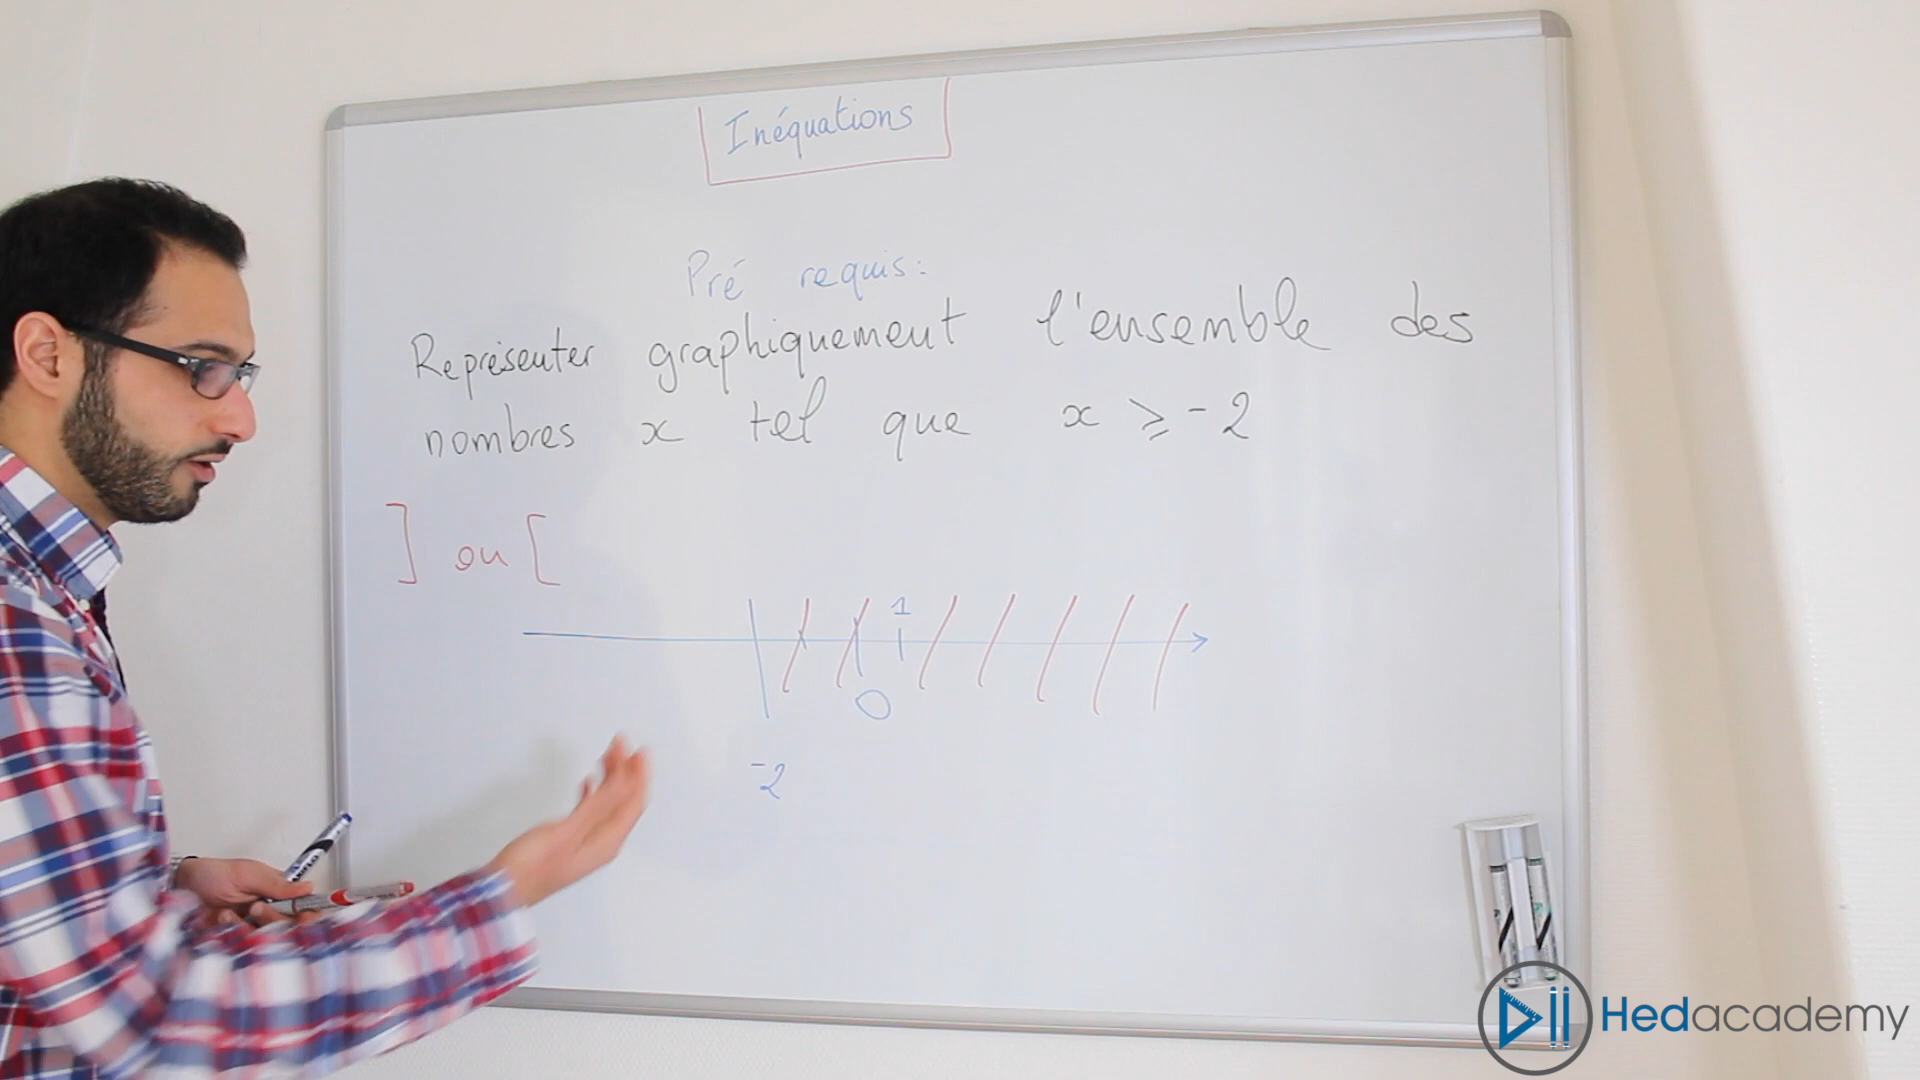 Inéquations
Pré requis:
Représenter graphiquement l'ensemble des
nombres x tel que x ⩾ -2
] ou [
1
0
-2
Hedacademy